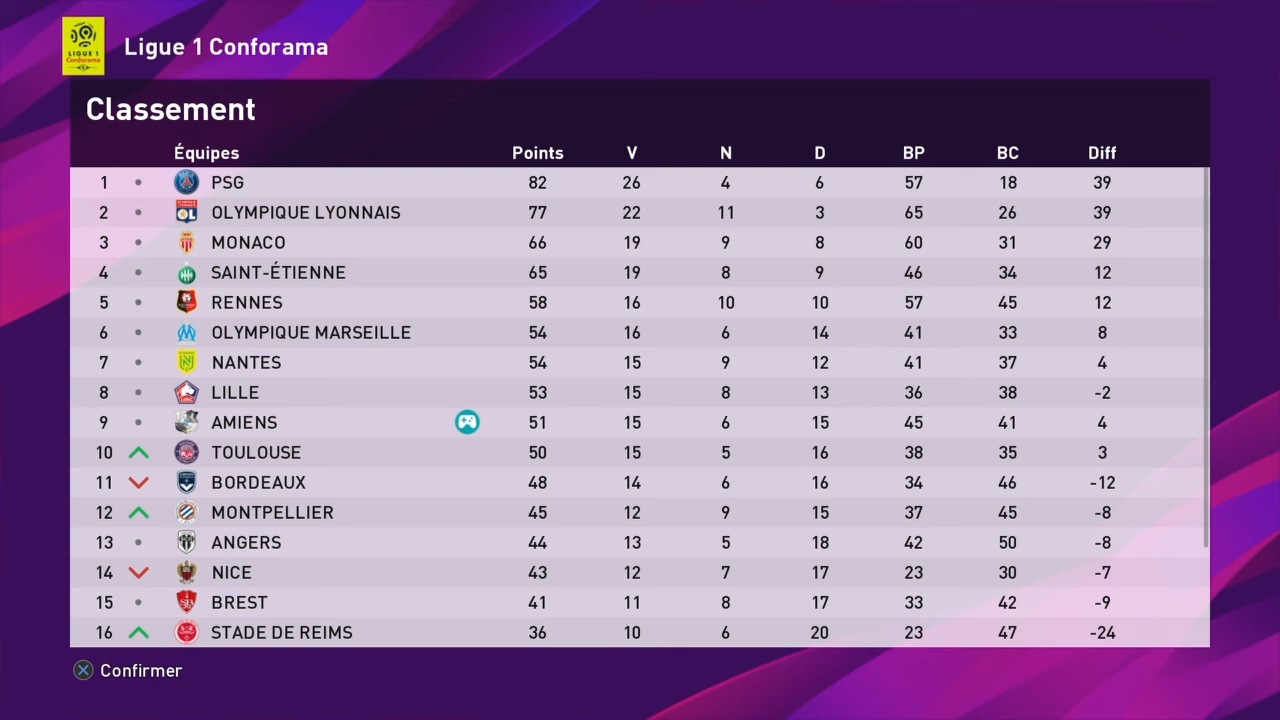 LIGUE 1
Conforama
Ligue 1 Conforama
Classement
Équipes Points V N D BP BC Diff
1 PSG 82 26 4 6 57 18 39
2 OLYMPIQUE LYONNAIS 77 22 11 3 65 26 39
3 MONACO 66 19 9 8 60 31 29
4 SAINT-ÉTIENNE 65 19 8 9 46 34 12
5 RENNES 58 16 10 10 57 45 12
6 OLYMPIQUE MARSEILLE 54 16 6 14 41 33 8
7 NANTES 54 15 9 12 41 37 4
8 LILLE 53 15 8 13 36 38 -2
9 AMIENS 51 15 6 15 45 41 4
10 TOULOUSE 50 15 5 16 38 35 3
11 BORDEAUX 48 14 6 16 34 46 -12
12 MONTPELLIER 45 12 9 15 37 45 -8
13 ANGERS 44 13 5 18 42 50 -8
14 NICE 43 12 7 17 23 30 -7
15 BREST 41 11 8 17 33 42 -9
16 STADE DE REIMS 36 10 6 20 23 47 -24
Confirmer